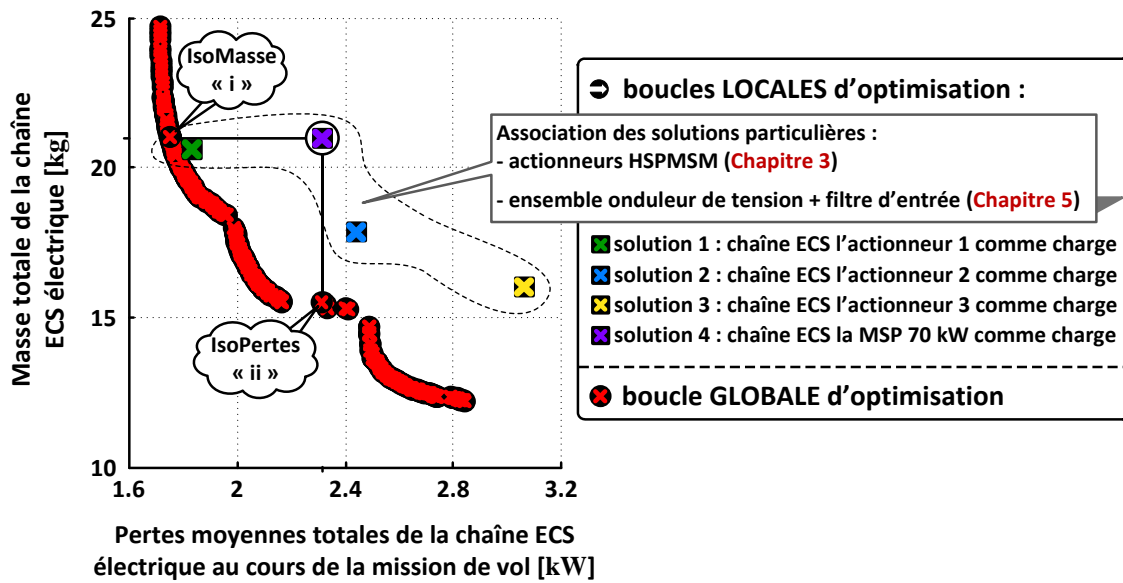 Masse totale de la chaîne
ECS électrique [kg]
25
20
15
10
1.6
2
2.4
2.8
3.2
Pertes moyennes totales de la chaîne ECS
électrique au cours de la mission de vol [kW]
IsoMasse
« i »
IsoPertes
« ii »
➲ boucles LOCALES d’optimisation :
Association des solutions particulières :
- actionneurs HSPMSM (Chapitre 3)
- ensemble onduleur de tension + filtre d’entrée (Chapitre 5)
solution 1 : chaîne ECS l’actionneur 1 comme charge
solution 2 : chaîne ECS l’actionneur 2 comme charge
solution 3 : chaîne ECS l’actionneur 3 comme charge
solution 4 : chaîne ECS la MSP 70 kW comme charge
boucle GLOBALE d’optimisation